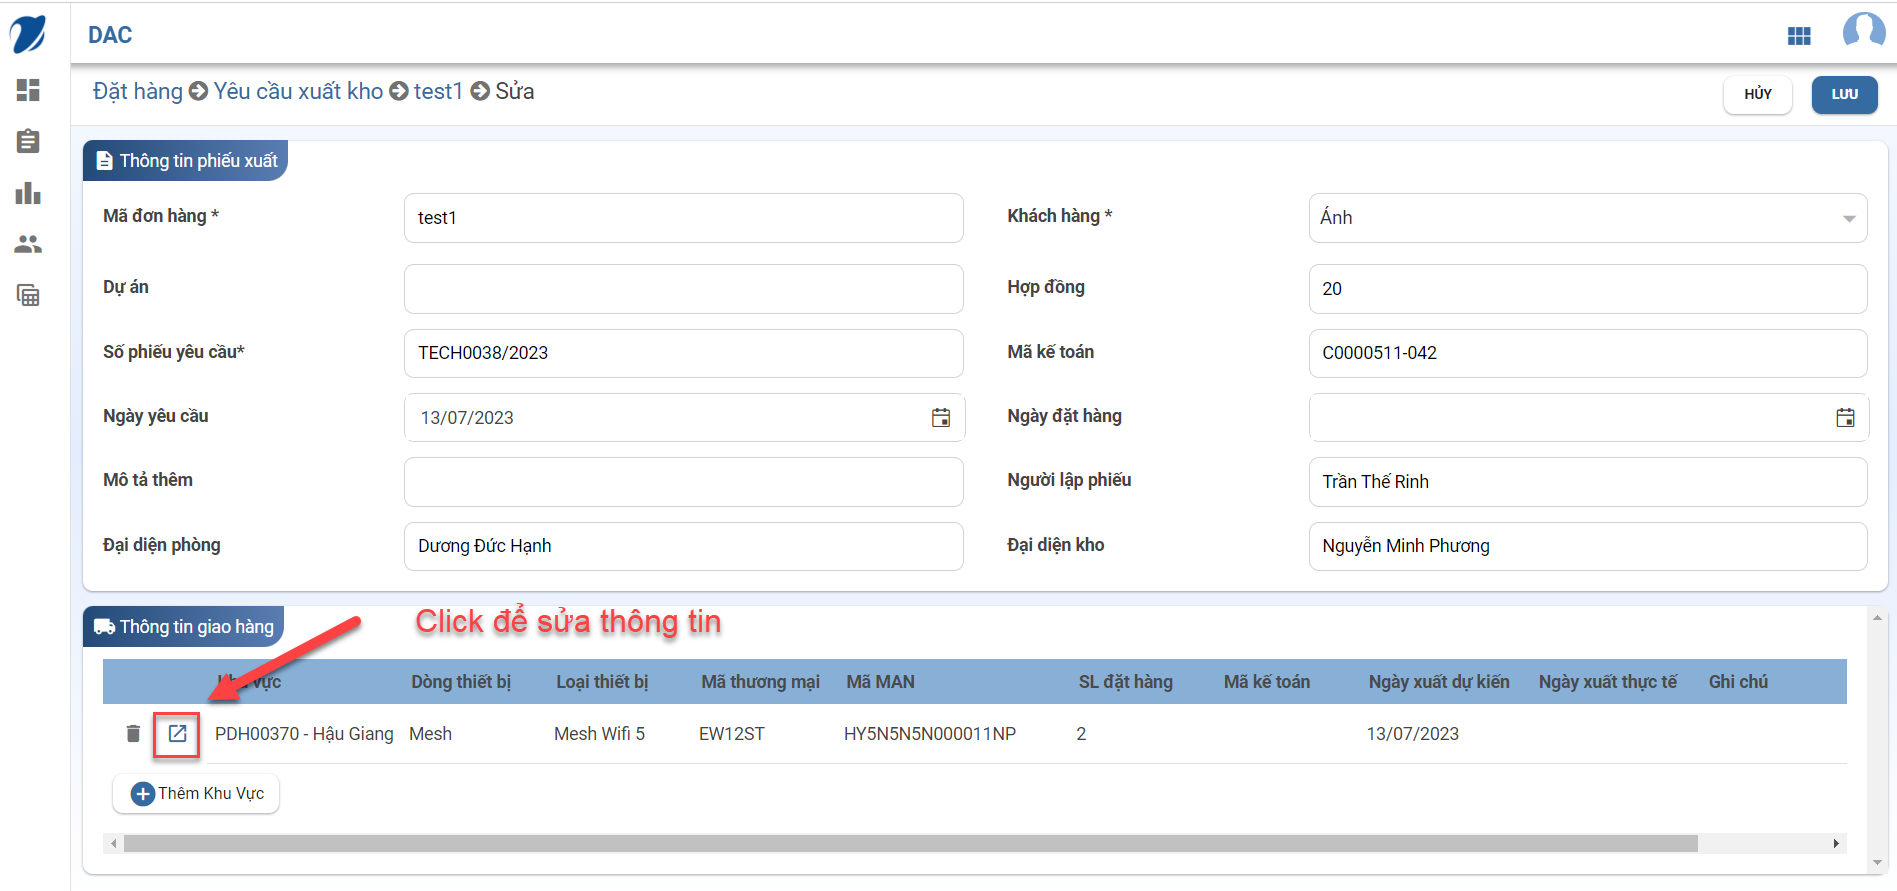 DAC
Đặt hàng Yêu cầu xuất kho test1 Sửa
HỦY
LƯU
Thông tin phiếu xuất
Mã đơn hàng * test1 Khách hàng * Ánh
Dự án Hợp đồng 20
Số phiếu yêu cầu* TECH0038/2023 Mã kế toán C0000511-042
Ngày yêu cầu 13/07/2023 Ngày đặt hàng
Mô tả thêm Người lập phiếu Trần Thế Rinh
Đại diện phòng Dương Đức Hạnh Đại diện kho Nguyễn Minh Phương
Thông tin giao hàng
Click để sửa thông tin
Khu vực Dòng thiết bị Loại thiết bị Mã thương mại Mã MAN SL đặt hàng Mã kế toán Ngày xuất dự kiến Ngày xuất thực tế Ghi chú
PDH00370 - Hậu Giang Mesh Mesh Wifi 5 EW12ST HY5N5N5N000011NP 2 13/07/2023
Thêm Khu Vực